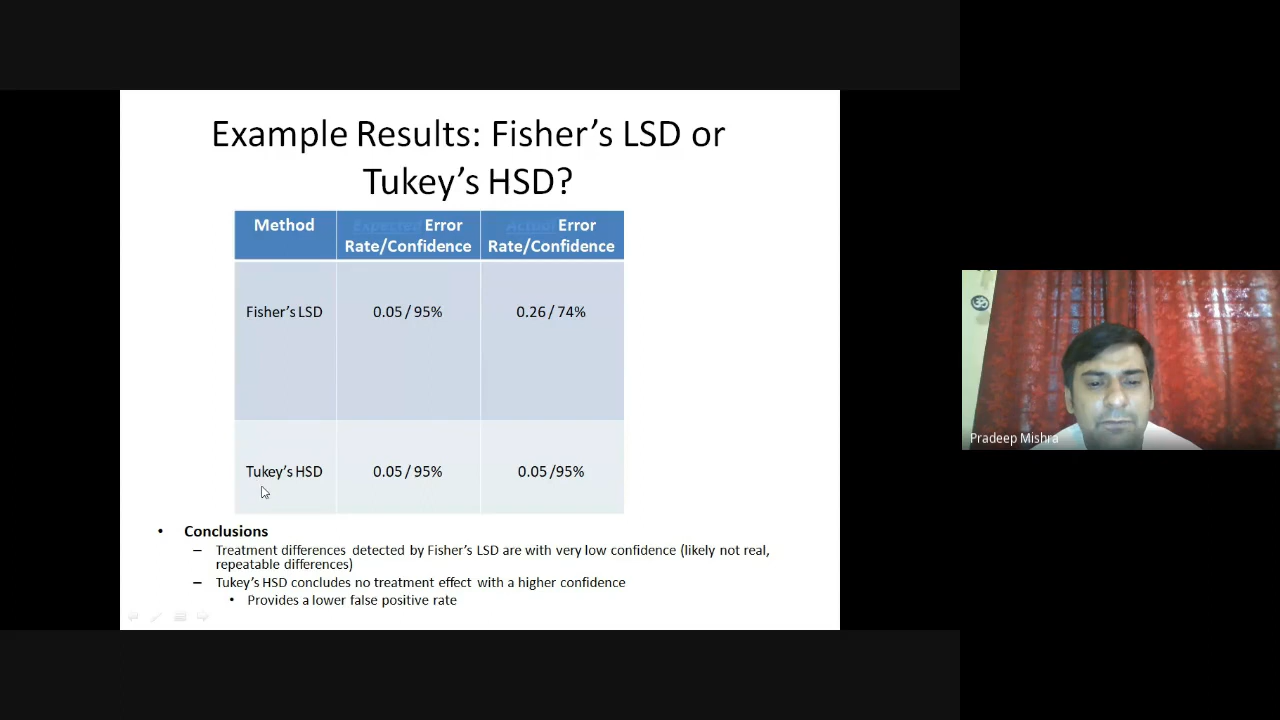 Example Results: Fisher's LSD or
Tukey's HSD?
Method
Expected Error
Rate/Confidence
Actual Error
Rate/Confidence
Fisher's LSD
0.05 / 95%
0.26 / 74%
Tukey's HSD
0.05 / 95%
0.05 /95%
• Conclusions
– Treatment differences detected by Fisher's LSD are with very low confidence (likely not real,
repeatable differences)
– Tukey's HSD concludes no treatment effect with a higher confidence
• Provides a lower false positive rate
Pradeep Mishra
ॐ